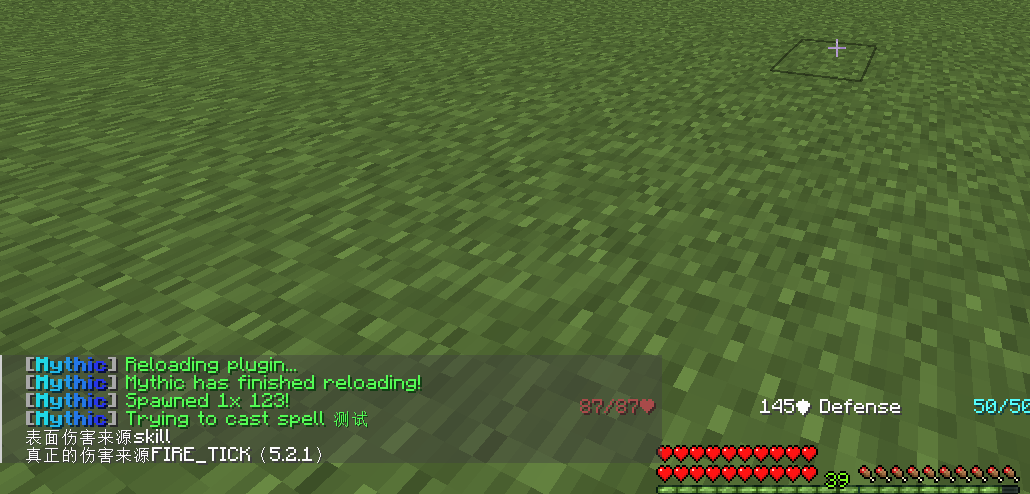 [Mythic] Reloading plugin...
[Mythic] Mythic has finished reloading!
[Mythic] Spawned 1x 123!
87/87❤ 145 Defense 50/50
[Mythic] Trying to cast spell 测试
表面伤害来源skill
真正的伤害来源FIRE_TICK（5.2.1）
39